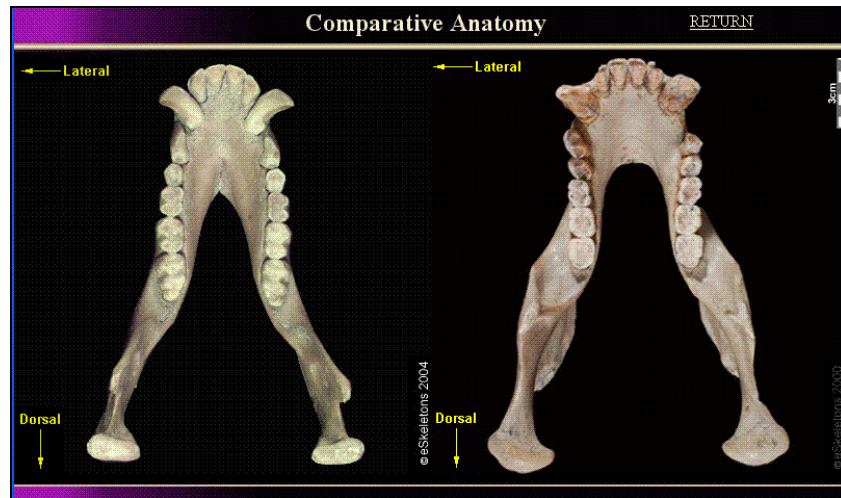 Comparative Anatomy
RETURN
Lateral
Lateral
3cm
Dorsal
©eSkeletons 2004
Dorsal
©eSkeletons 2000